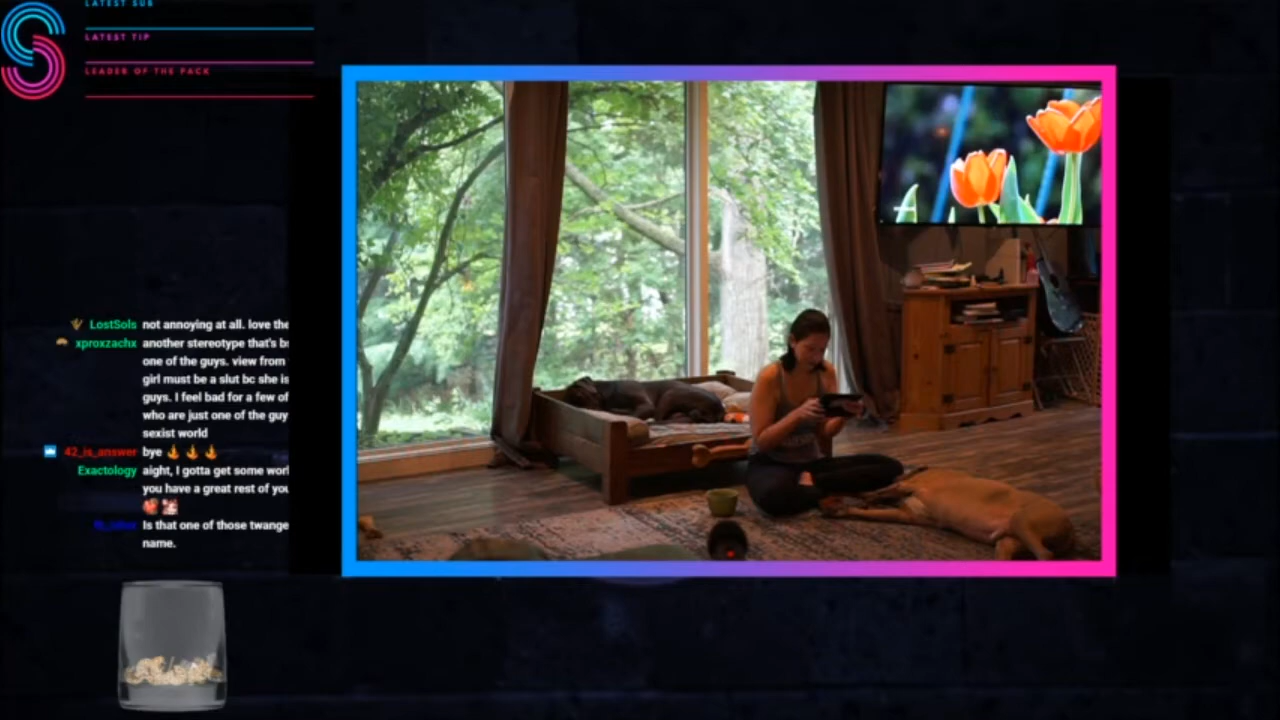 LATEST SUB
LATEST TIP
LEADER OF THE PACK
LostSols not annoying at all. love the
xproxzachx another stereotype that's bs
one of the guys. view from
girl must be a slut bc she is
guys. I feel bad for a few of
who are just one of the guy
sexist world
42_is_answer bye
Exactology aight, I gotta get some worl
you have a great rest of you
Is that one of those twange
name.